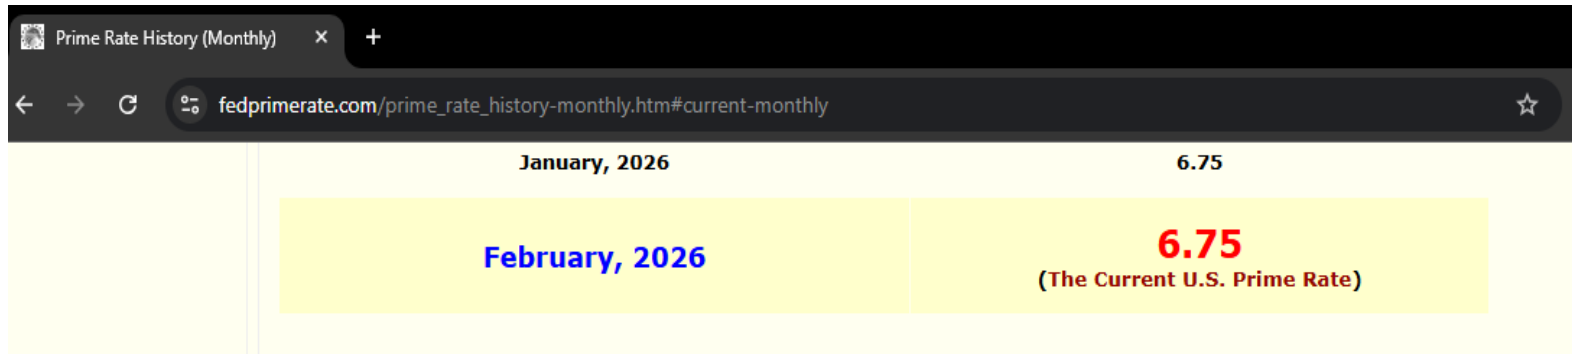 Prime Rate History (Monthly)
fedprimerate.com/prime_rate_history-monthly.htm#current-monthly
January, 2026 6.75
February, 2026 6.75
(The Current U.S. Prime Rate)